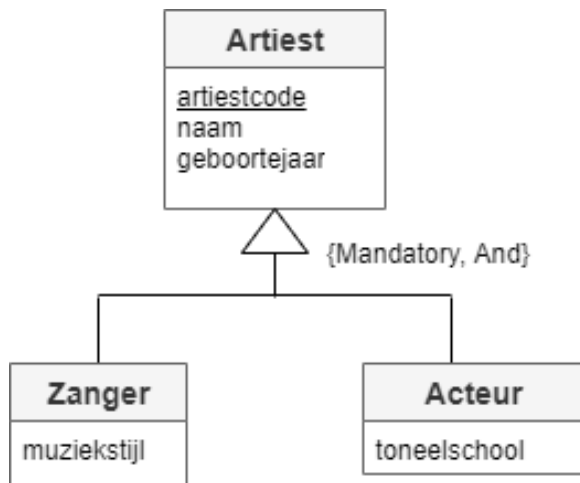 Artiest
artiestcode
naam
geboortejaar
{Mandatory, And}
Zanger
muziekstijl
Acteur
toneelschool